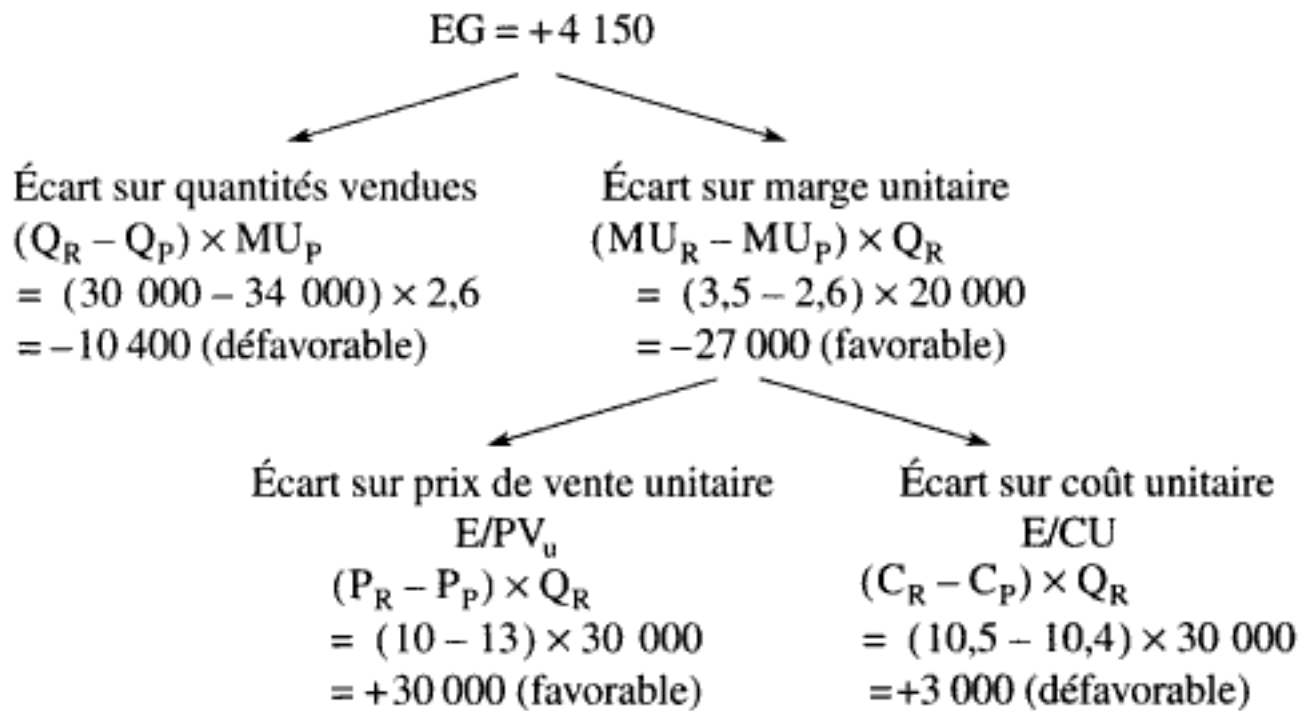 EG = +4 150
Écart sur quantités vendues
(Q_R – Q_P) × MU_P
= (30 000 – 34 000) × 2,6
= –10 400 (défavorable)
Écart sur marge unitaire
(MU_R – MU_P) × Q_R
= (3,5 – 2,6) × 20 000
= –27 000 (favorable)
Écart sur prix de vente unitaire
E/PV_u
(P_R – P_P) × Q_R
= (10 – 13) × 30 000
= +30 000 (favorable)
Écart sur coût unitaire
E/CU
(C_R – C_P) × Q_R
= (10,5 – 10,4) × 30 000
=+3 000 (défavorable)